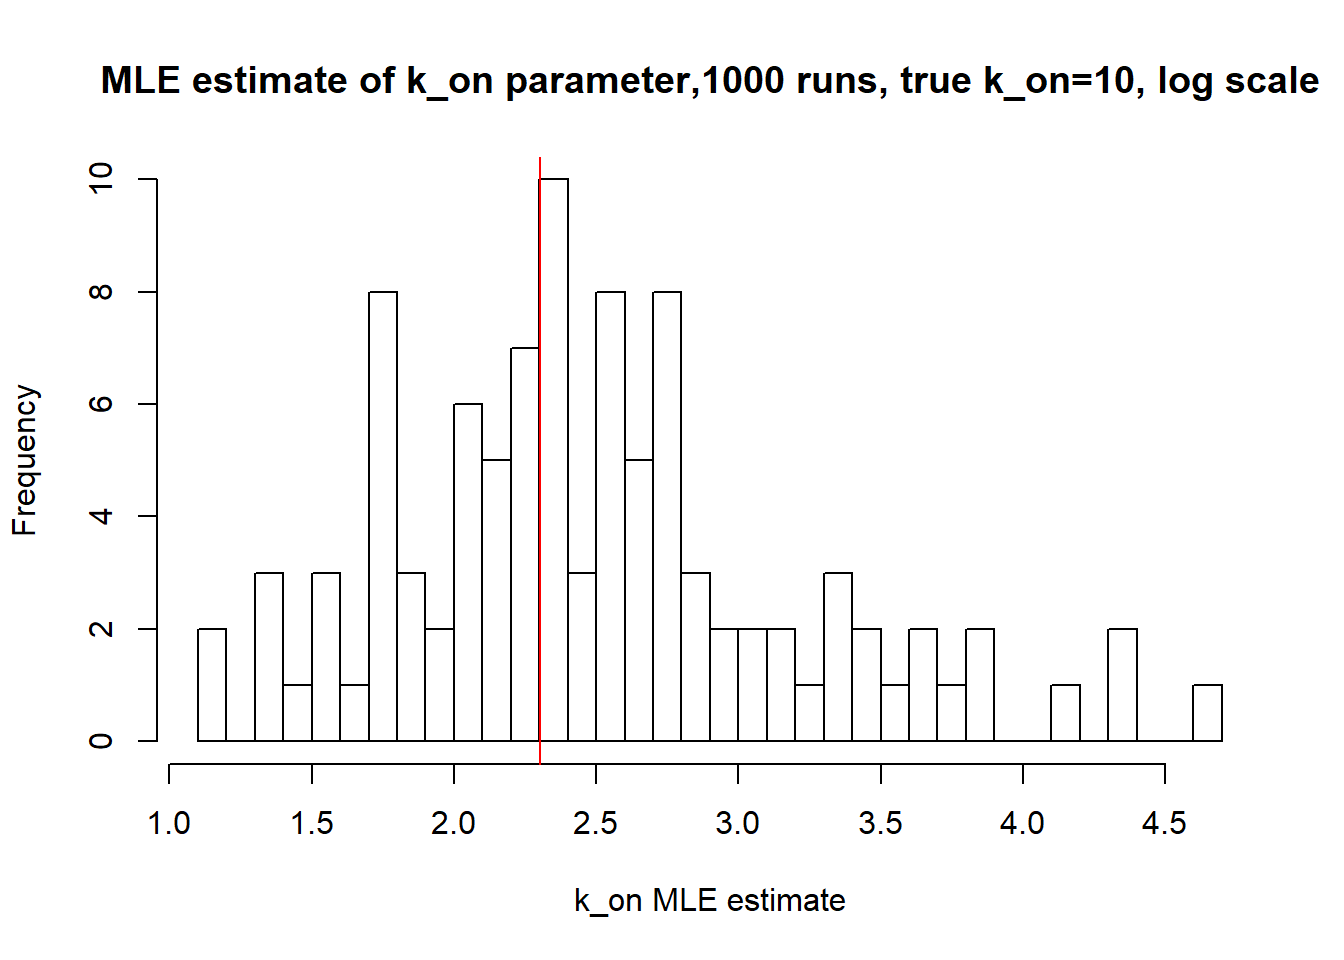 MLE estimate of k_on parameter,1000 runs, true k_on=10, log scale
10
8
6
4
2
0
Frequency
1.0 1.5 2.0 2.5 3.0 3.5 4.0 4.5
k_on MLE estimate